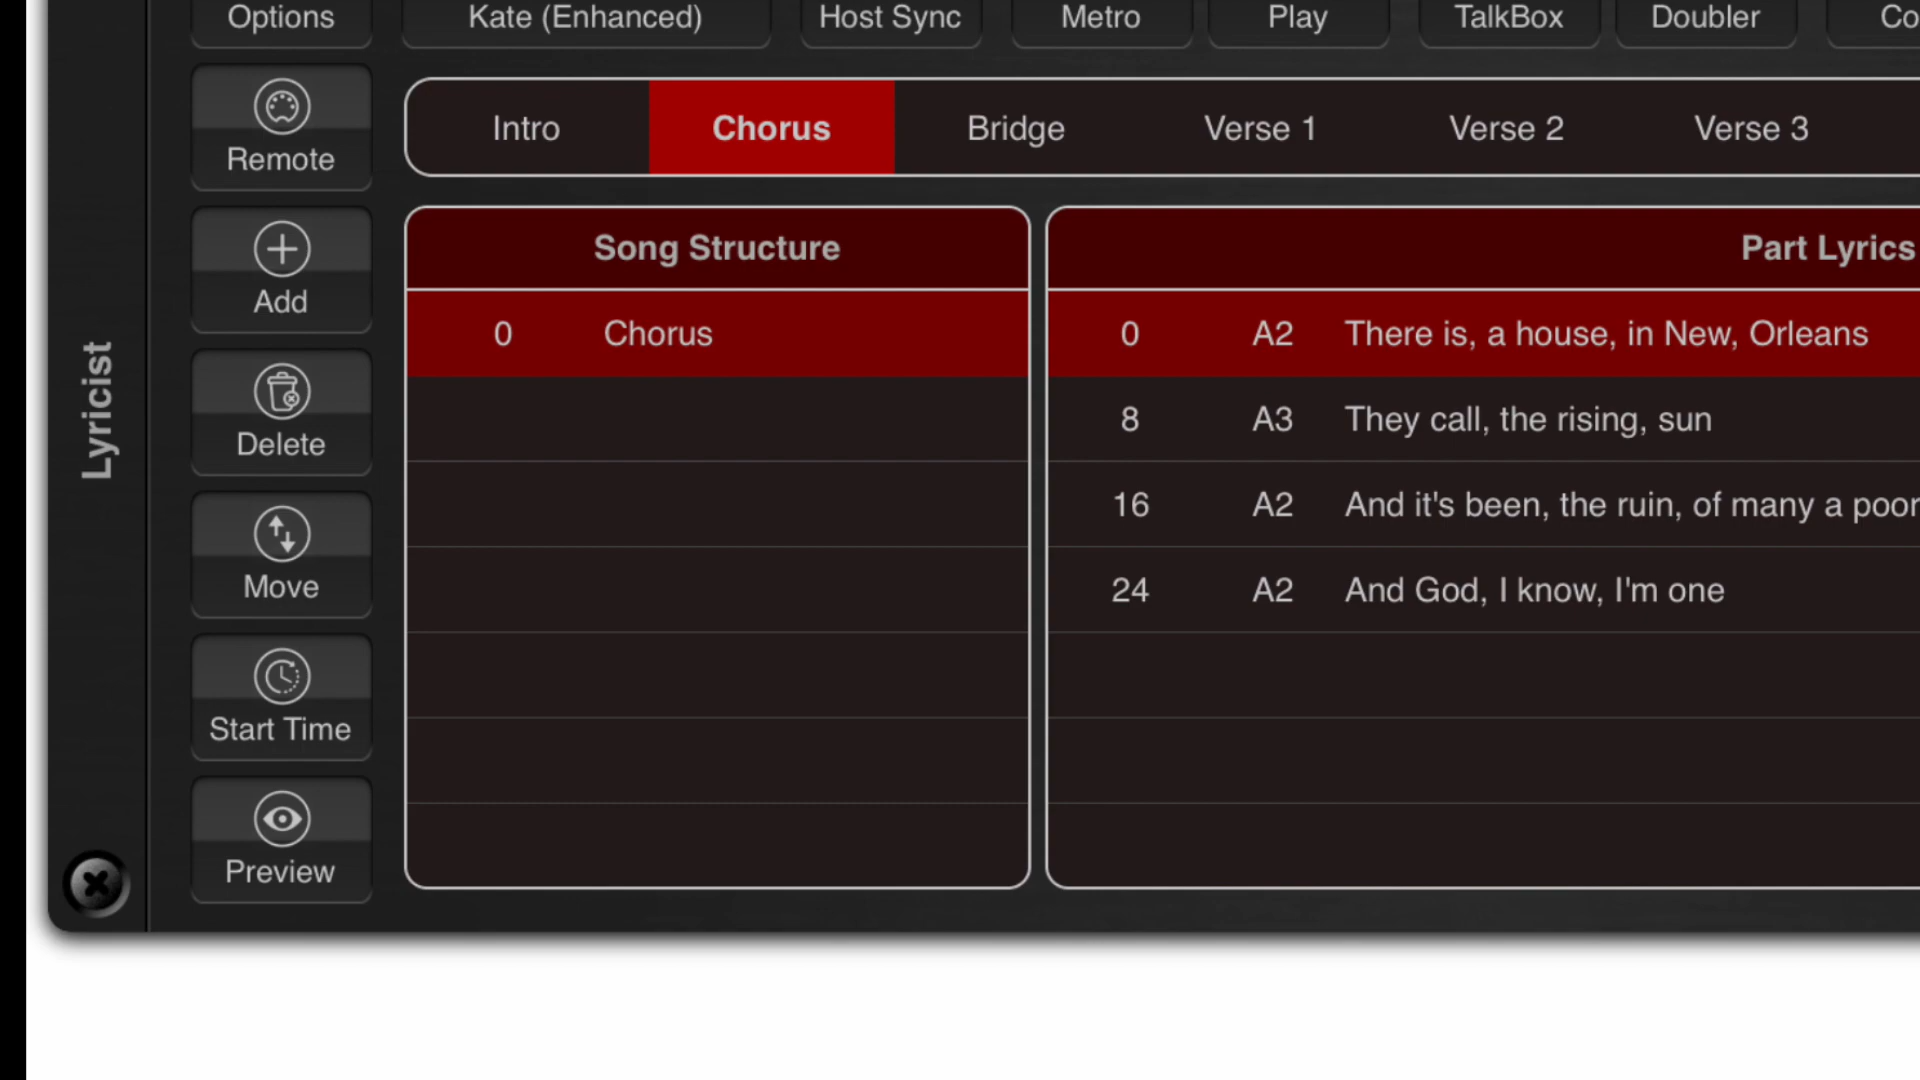 Options Kate (Enhanced) Host Sync Metro Play TalkBox Doubler
Remote
Intro Chorus Bridge Verse 1 Verse 2 Verse 3
Add
Song Structure Part Lyrics
0 Chorus 0 A2 There is, a house, in New, Orleans
8 A3 They call, the rising, sun
Delete
16 A2 And it's been, the ruin, of many a poor
Move
24 A2 And God, I know, I'm one
Start Time
Preview
Lyricist